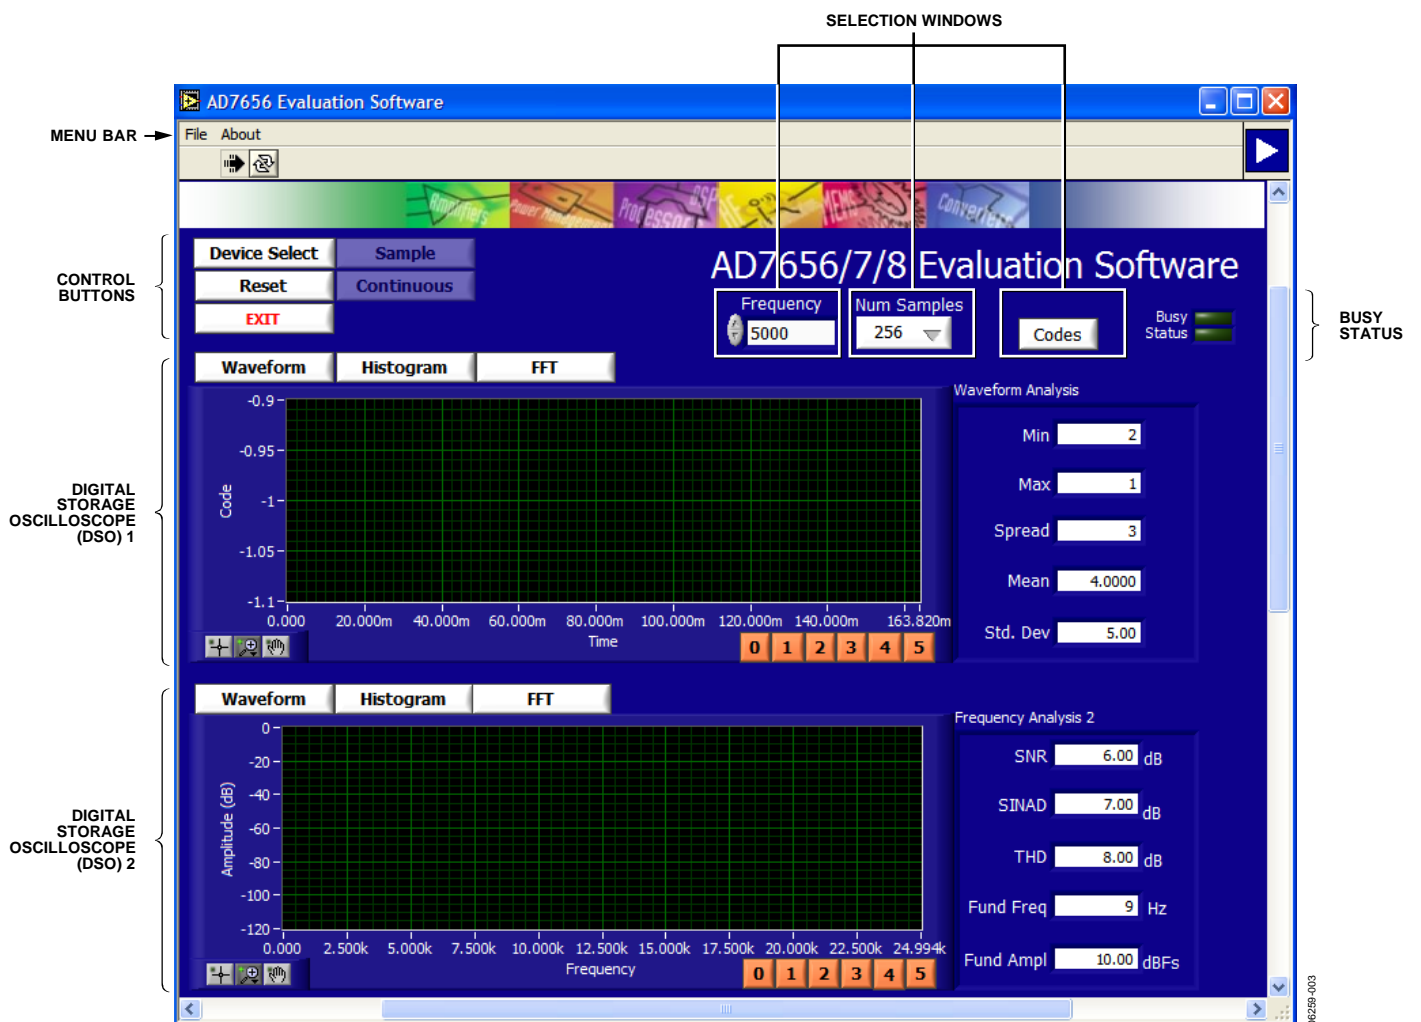 SELECTION WINDOWS
AD7656 Evaluation Software
MENU BAR
File About
Amplifiers Power Management Processors DSP MEMS Converters
CONTROL
BUTTONS
Device Select Sample
Reset Continuous
EXIT
AD7656/7/8 Evaluation Software
Frequency
5000
Num Samples
256
Codes
Busy
Status
BUSY
STATUS
DIGITAL
STORAGE
OSCILLOSCOPE
(DSO) 1
Waveform Histogram FFT
-0.9
-0.95
-1
-1.05
-1.1
Code
0.000 20.000m 40.000m 60.000m 80.000m 100.000m 120.000m 140.000m 163.820m
Time
0 1 2 3 4 5
Waveform Analysis
Min 2
Max 1
Spread 3
Mean 4.0000
Std. Dev 5.00
DIGITAL
STORAGE
OSCILLOSCOPE
(DSO) 2
Waveform Histogram FFT
0
-20
-40
-60
-80
-100
-120
Amplitude (dB)
0.000 2.500k 5.000k 7.500k 10.000k 12.500k 15.000k 17.500k 20.000k 22.500k 24.994k
Frequency
0 1 2 3 4 5
Frequency Analysis 2
SNR 6.00 dB
SINAD 7.00 dB
THD 8.00 dB
Fund Freq 9 Hz
Fund Ampl 10.00 dBFs
06259-003